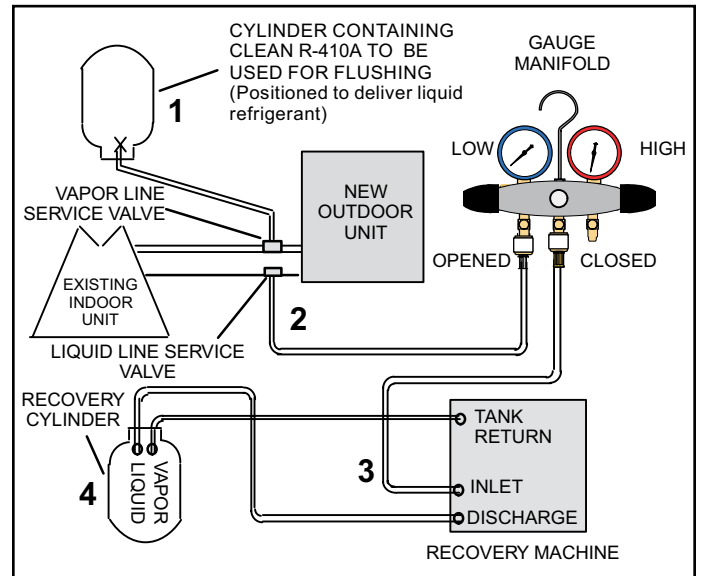 CYLINDER CONTAINING
CLEAN R-410A TO BE
USED FOR FLUSHING
(Positioned to deliver liquid
refrigerant)
1
GAUGE
MANIFOLD
LOW
HIGH
VAPOR LINE
SERVICE VALVE
NEW
OUTDOOR
UNIT
OPENED
CLOSED
EXISTING
INDOOR
UNIT
2
LIQUID LINE SERVICE
VALVE
RECOVERY
CYLINDER
TANK
RETURN
3
4
LIQUID
VAPOR
INLET
DISCHARGE
RECOVERY MACHINE